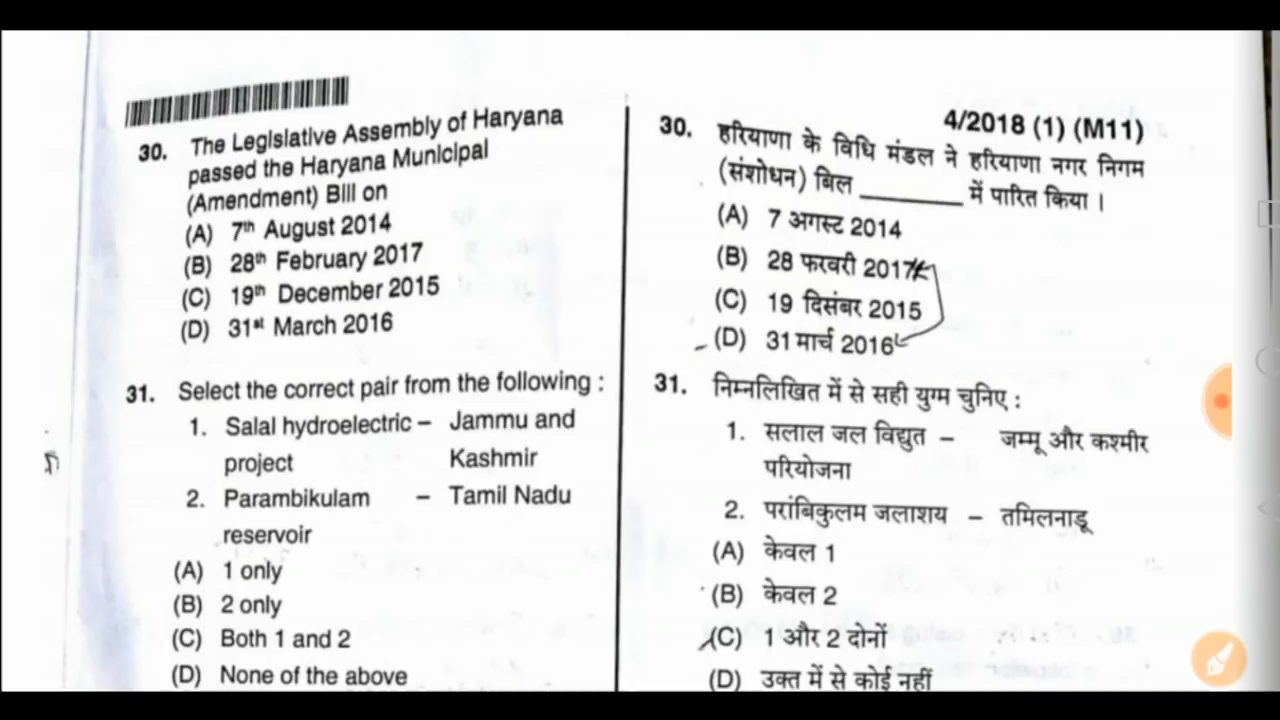 30. The Legislative Assembly of Haryana
passed the Haryana Municipal
(Amendment) Bill on
(A) 7th August 2014
(B) 28th February 2017
(C) 19th December 2015
(D) 31st March 2016
31. Select the correct pair from the following :
1. Salal hydroelectric – Jammu and
project Kashmir
2. Parambikulam – Tamil Nadu
reservoir
(A) 1 only
(B) 2 only
(C) Both 1 and 2
(D) None of the above
4/2018 (1) (M11)
30. हरियाणा के विधि मंडल ने हरियाणा नगर निगम
(संशोधन) बिल ________ में पारित किया ।
(A) 7 अगस्ट 2014
(B) 28 फरवरी 2017
(C) 19 दिसंबर 2015
(D) 31 मार्च 2016
31. निम्नलिखित में से सही युग्म चुनिए :
1. सलाल जल विद्युत – जम्मू और कश्मीर
परियोजना
2. परांबिकुलम जलाशय – तमिलनाडू
(A) केवल 1
(B) केवल 2
(C) 1 और 2 दोनों
(D) उक्त में से कोई नहीं